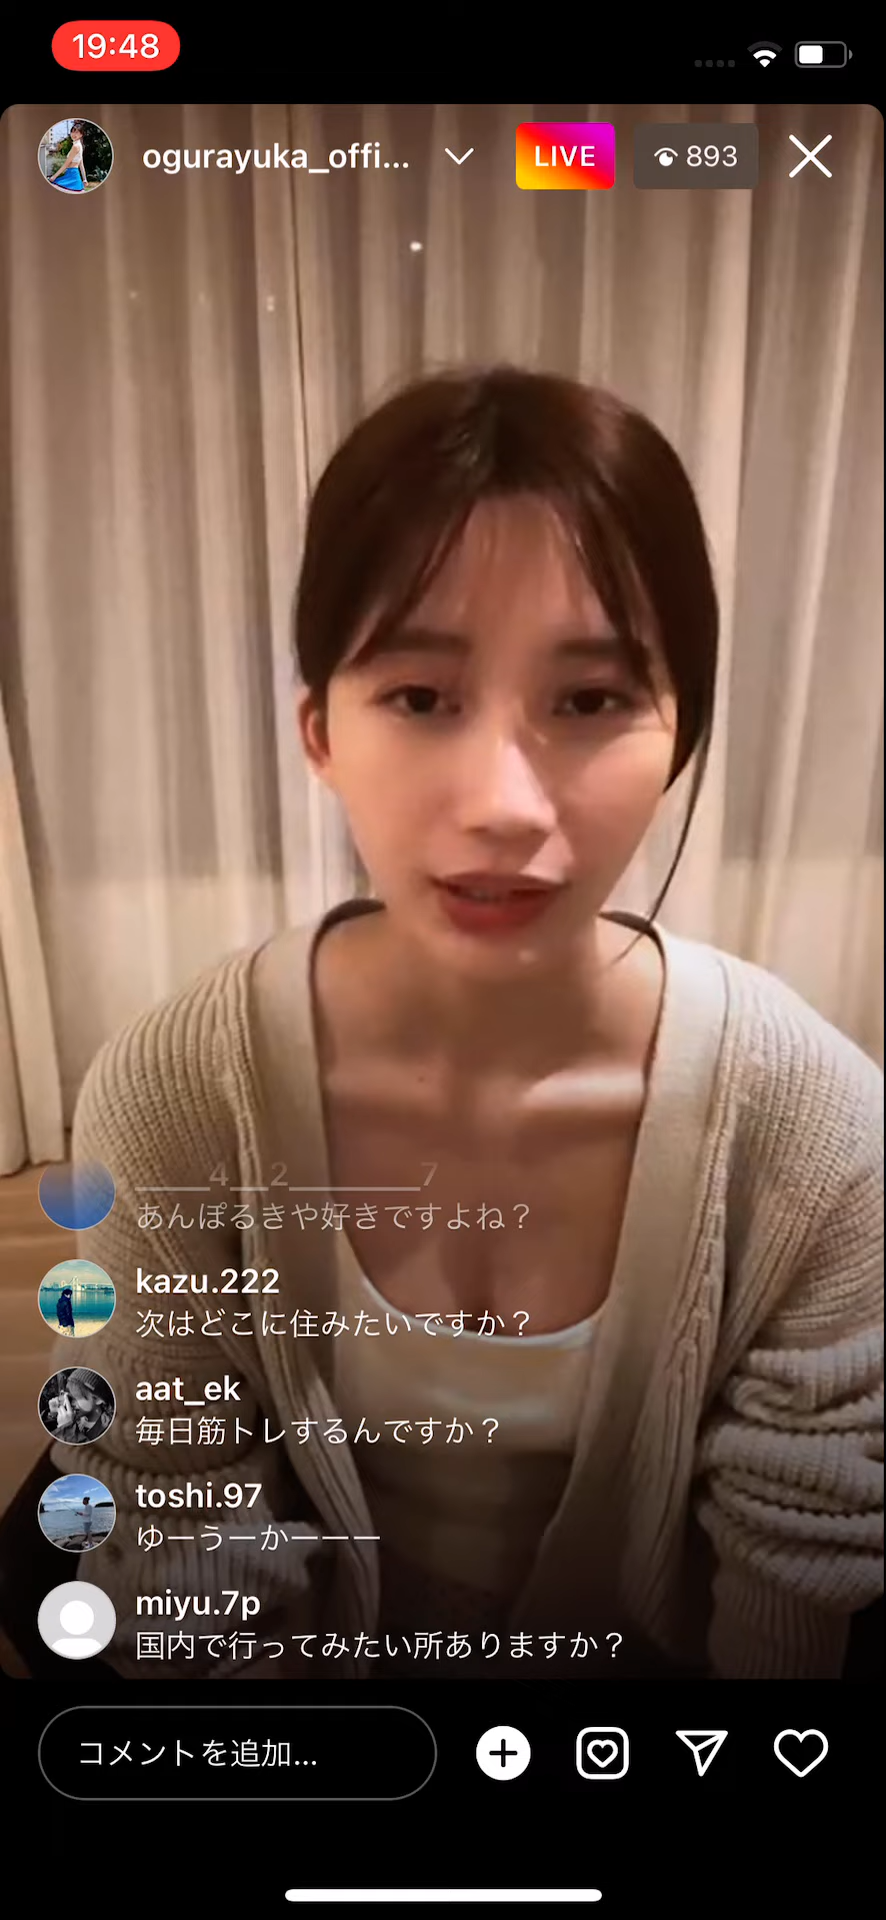 19:48
ogurayuka_offi...
LIVE
893
____4__2_______7
あんぽるきや好きですよね？
kazu.222
次はどこに住みたいですか？
aat_ek
毎日筋トレするんですか？
toshi.97
ゆーうーかーーー
miyu.7p
国内で行ってみたい所ありますか？
コメントを追加...